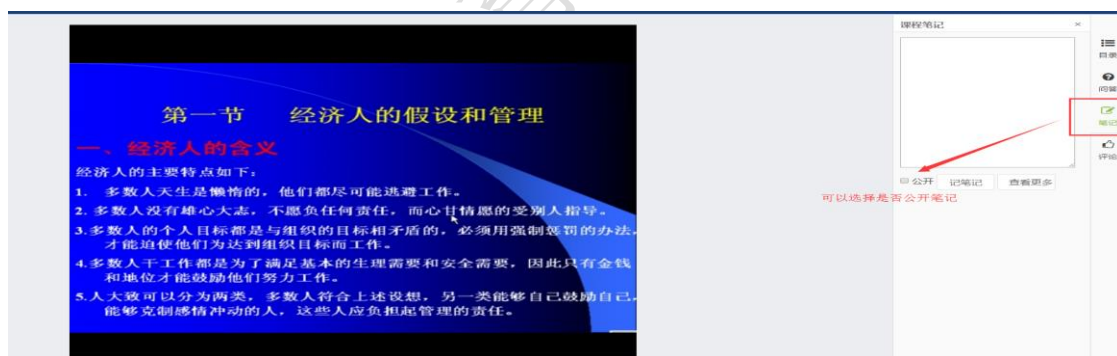 课程笔记 ×
目录
问答
笔记
评论
公开 记笔记 查看更多
可以选择是否公开笔记
第一节 经济人的假设和管理
一、经济人的含义
经济人的主要特点如下：
1. 多数人天生是懒惰的，他们都尽可能逃避工作。
2. 多数人没有雄心大志，不愿负任何责任，而心甘情愿的受别人指导。
3.多数人的个人目标都是与组织的目标相矛盾的，必须用强制惩罚的办法，
才能迫使他们为达到组织目标而工作。
4.多数人干工作都是为了满足基本的生理需要和安全需要，因此只有金钱
和地位才能鼓励他们努力工作。
5.人大致可以分为两类，多数人符合上述设想，另一类能够自己鼓励自己，
能够克制感情冲动的人，这些人应负担起管理的责任。